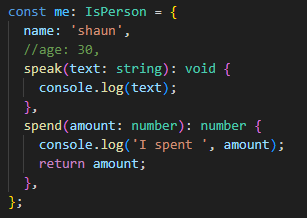 const me: IsPerson = {
  name: 'shaun',
  //age: 30,
  speak(text: string): void {
    console.log(text);
  },
  spend(amount: number): number {
    console.log('I spent ', amount);
    return amount;
  },
};